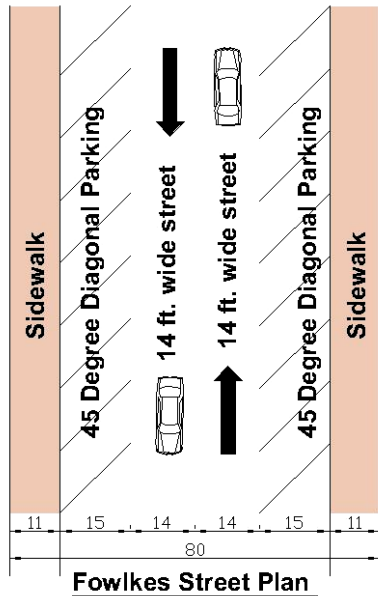 Sidewalk
45 Degree Diagonal Parking
14 ft. wide street
14 ft. wide street
45 Degree Diagonal Parking
Sidewalk
11 15 14 14 15 11
80
Fowlkes Street Plan